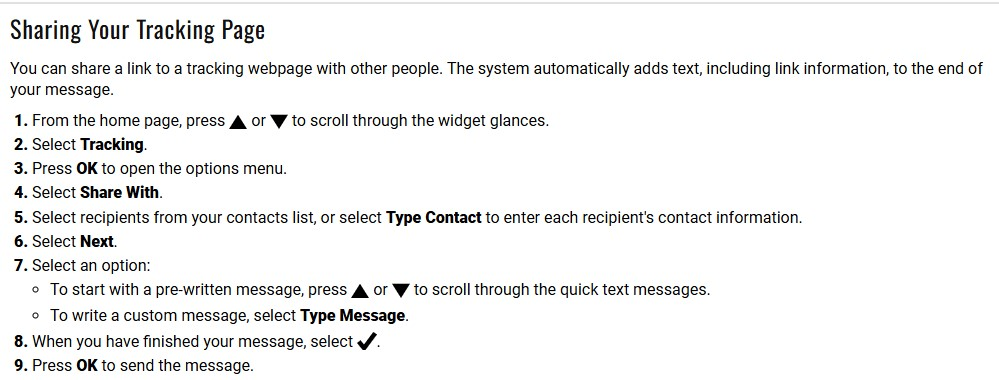 Sharing Your Tracking Page
You can share a link to a tracking webpage with other people. The system automatically adds text, including link information, to the end of
your message.
1. From the home page, press ▲ or ▼ to scroll through the widget glances.
2. Select Tracking.
3. Press OK to open the options menu.
4. Select Share With.
5. Select recipients from your contacts list, or select Type Contact to enter each recipient's contact information.
6. Select Next.
7. Select an option:
◦ To start with a pre-written message, press ▲ or ▼ to scroll through the quick text messages.
◦ To write a custom message, select Type Message.
8. When you have finished your message, select ✔.
9. Press OK to send the message.